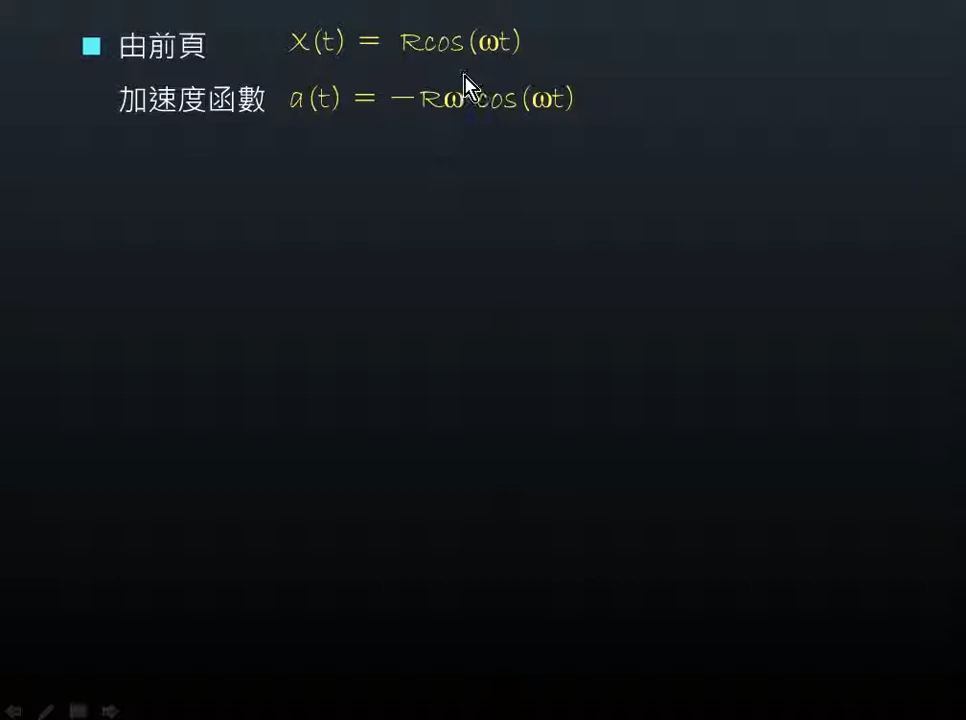 由前頁 X(t) = Rcos(ωt)
加速度函數 a(t) = −Rω cos(ωt)